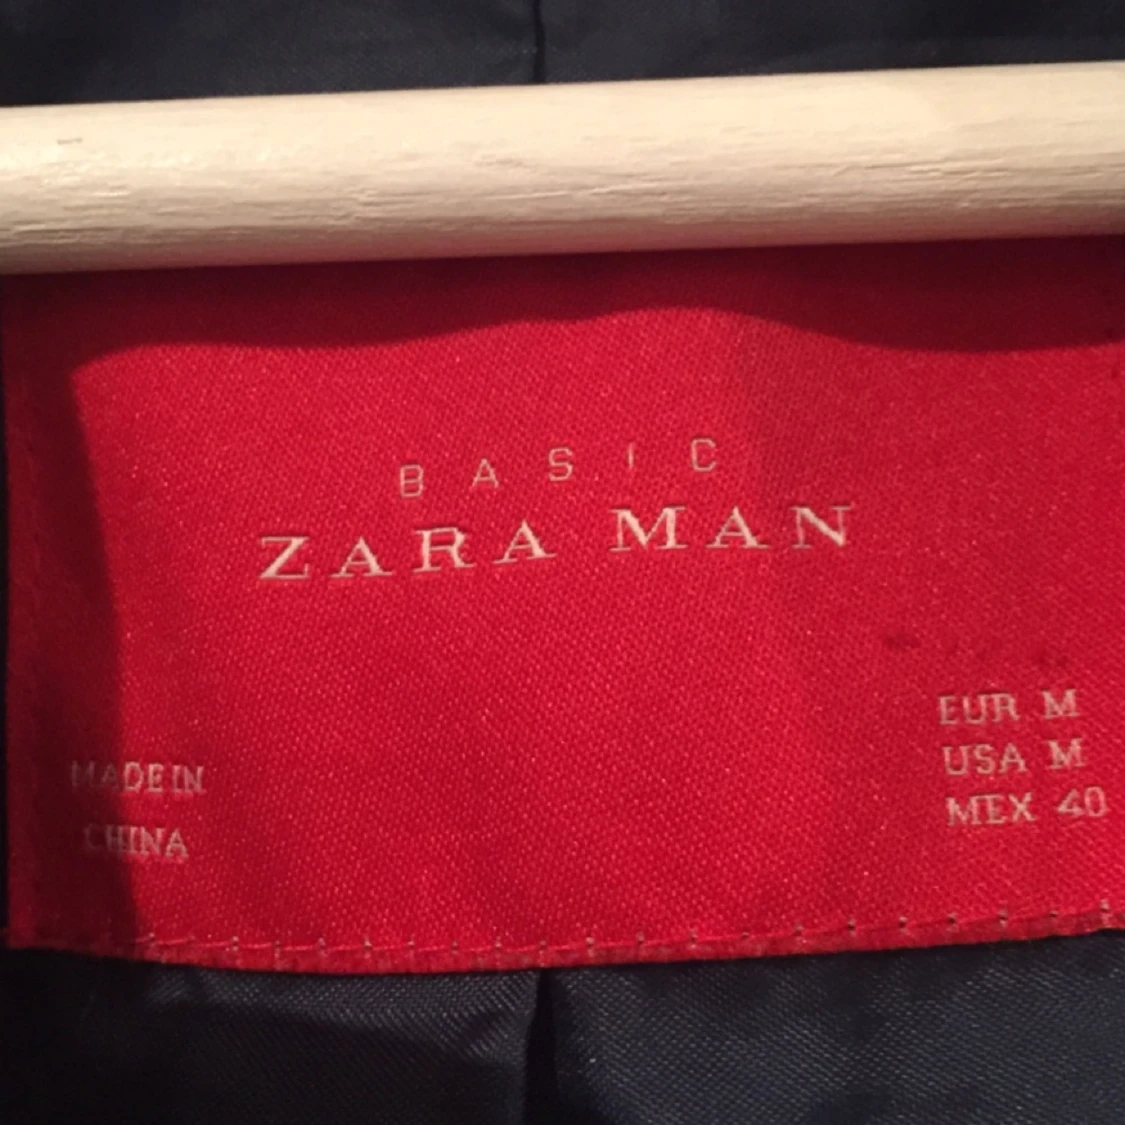 BASIC
ZARA MAN
EUR M
USA M
MEX 40
MADE IN
CHINA